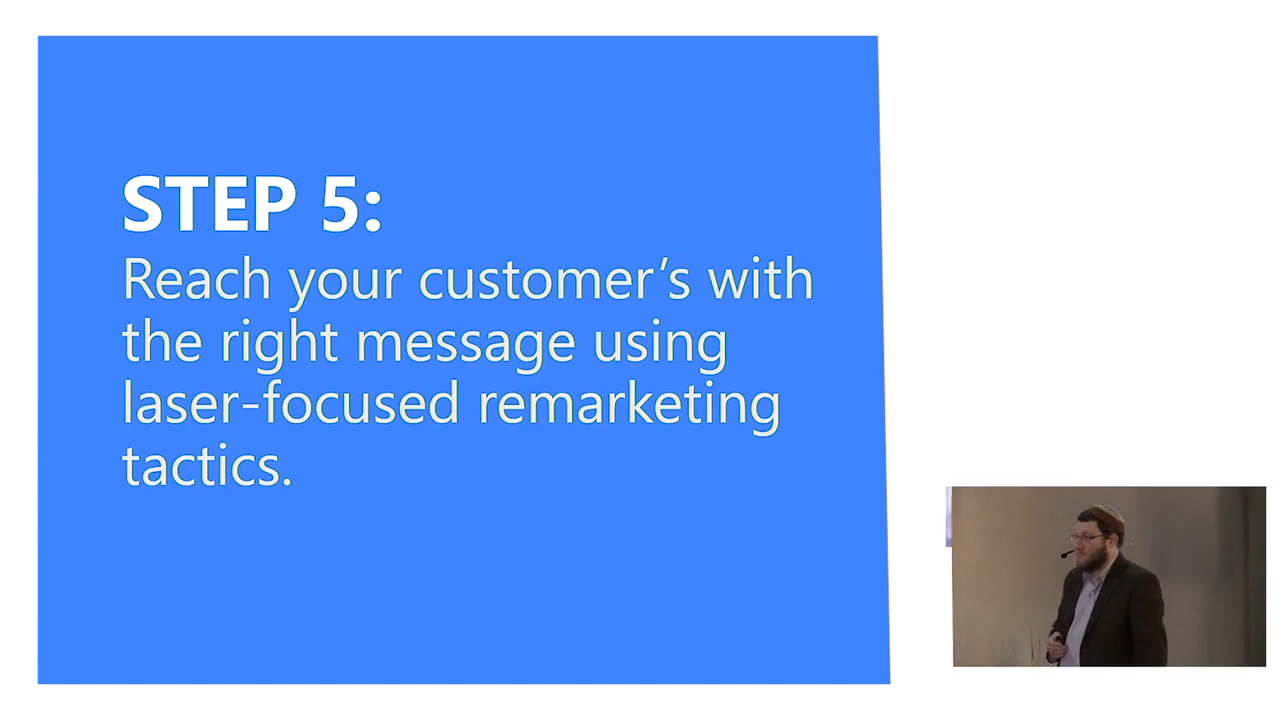 STEP 5:
Reach your customer’s with
the right message using
laser-focused remarketing
tactics.